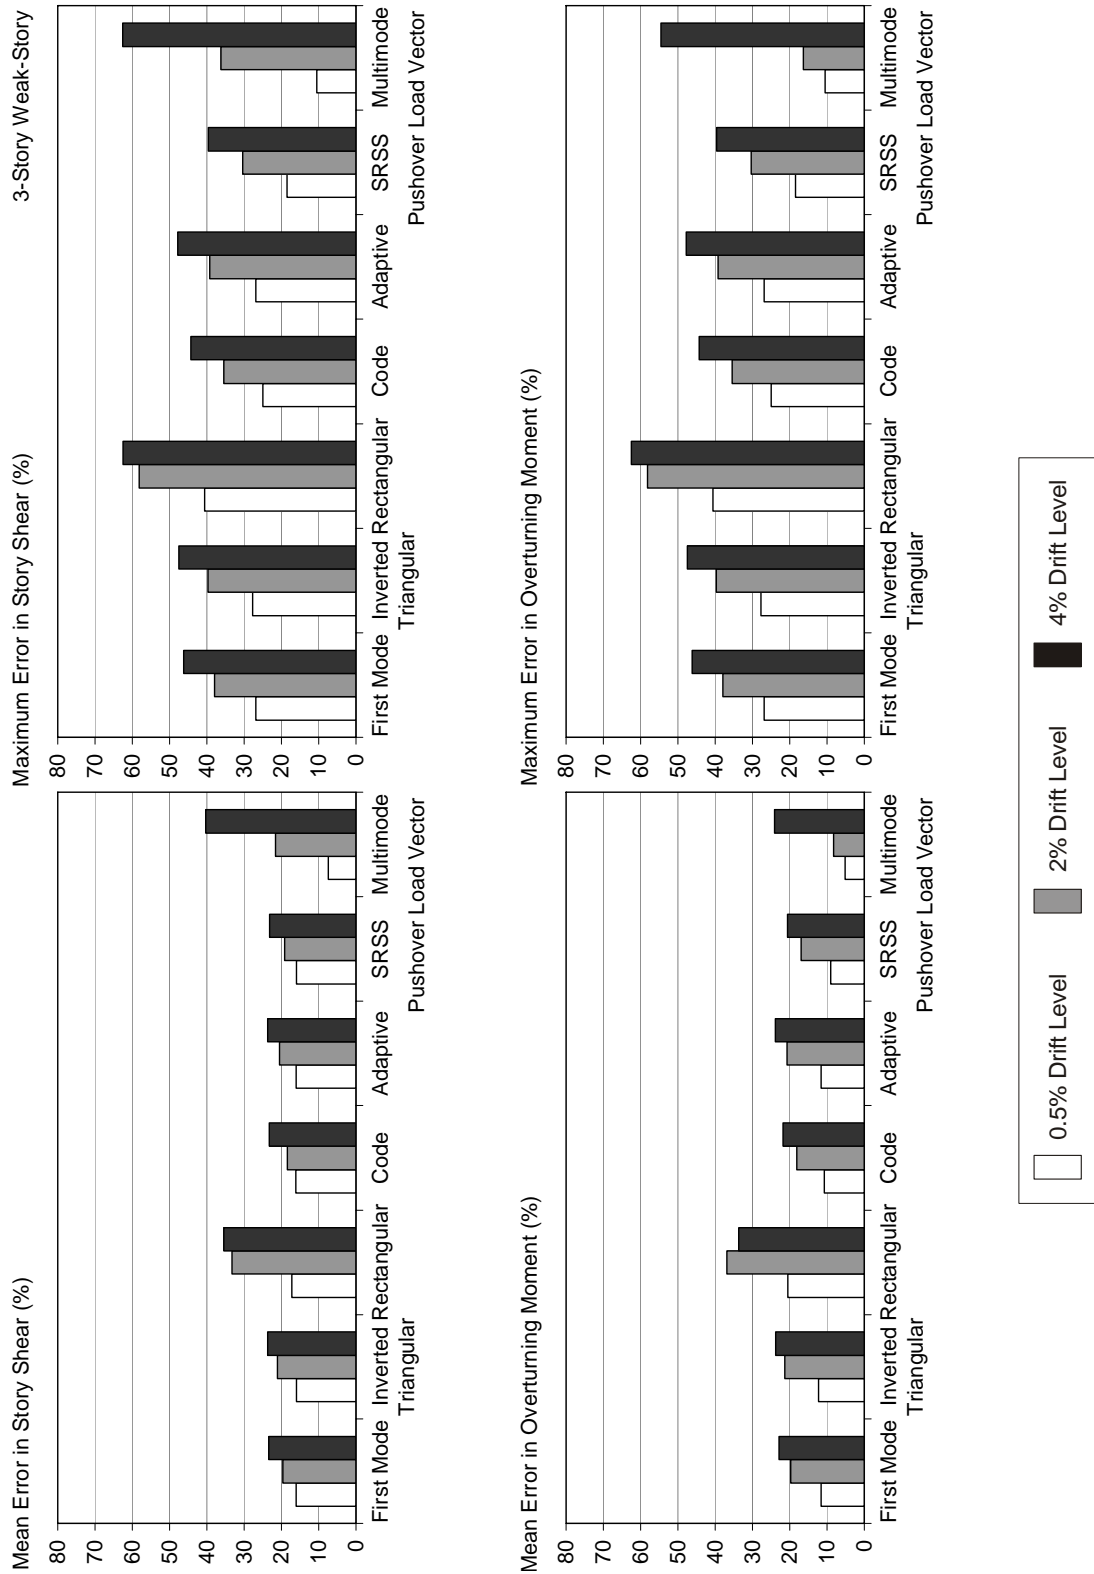 3-Story Weak-Story
Mean Error in Story Shear (%)
80
70
60
50
40
30
20
10
0
First Mode Inverted Rectangular Code Adaptive SRSS Multimode
Triangular
Pushover Load Vector
Maximum Error in Story Shear (%)
80
70
60
50
40
30
20
10
0
First Mode Inverted Rectangular Code Adaptive SRSS Multimode
Triangular
Pushover Load Vector
Mean Error in Overturning Moment (%)
80
70
60
50
40
30
20
10
0
First Mode Inverted Rectangular Code Adaptive SRSS Multimode
Triangular
Pushover Load Vector
Maximum Error in Overturning Moment (%)
80
70
60
50
40
30
20
10
0
First Mode Inverted Rectangular Code Adaptive SRSS Multimode
Triangular
Pushover Load Vector
0.5% Drift Level 2% Drift Level 4% Drift Level